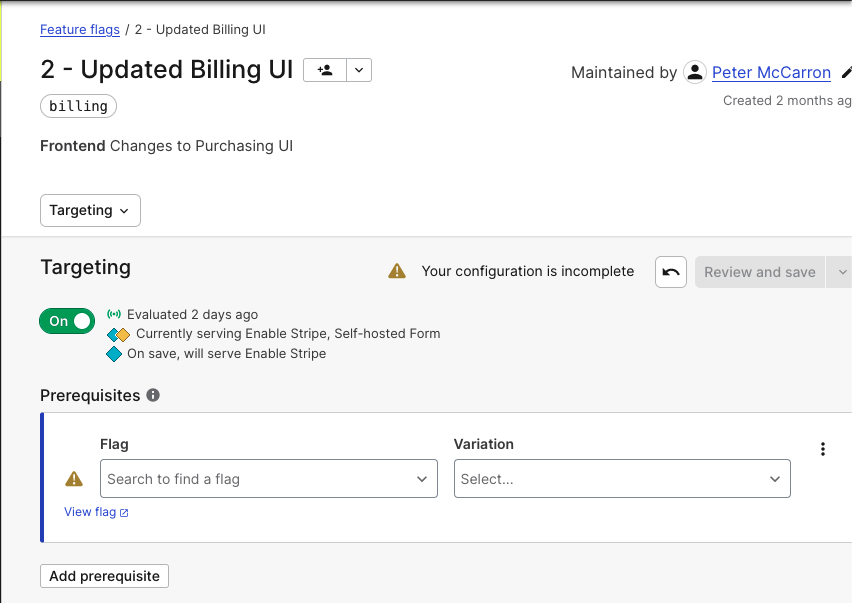 Feature flags / 2 - Updated Billing UI
2 - Updated Billing UI
Maintained by Peter McCarron
billing
Created 2 months ag
Frontend Changes to Purchasing UI
Targeting
Targeting
Your configuration is incomplete
Review and save
On
Evaluated 2 days ago
Currently serving Enable Stripe, Self-hosted Form
On save, will serve Enable Stripe
Prerequisites
Flag Variation
Search to find a flag Select...
View flag
Add prerequisite